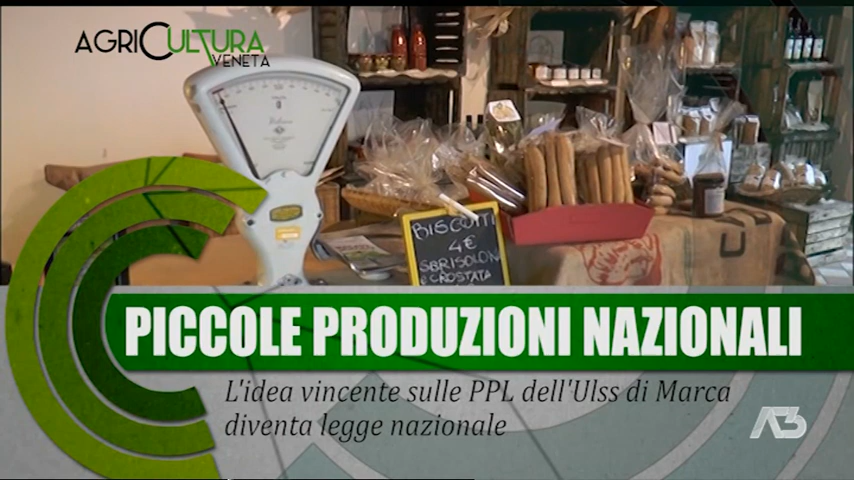 AGRICULTURA
VENETA
BISCOTTI
4€
SBRISOLONA
E CROSTATA
PICCOLE PRODUZIONI NAZIONALI
L'idea vincente sulle PPL dell'Ulss di Marca
diventa legge nazionale
A3